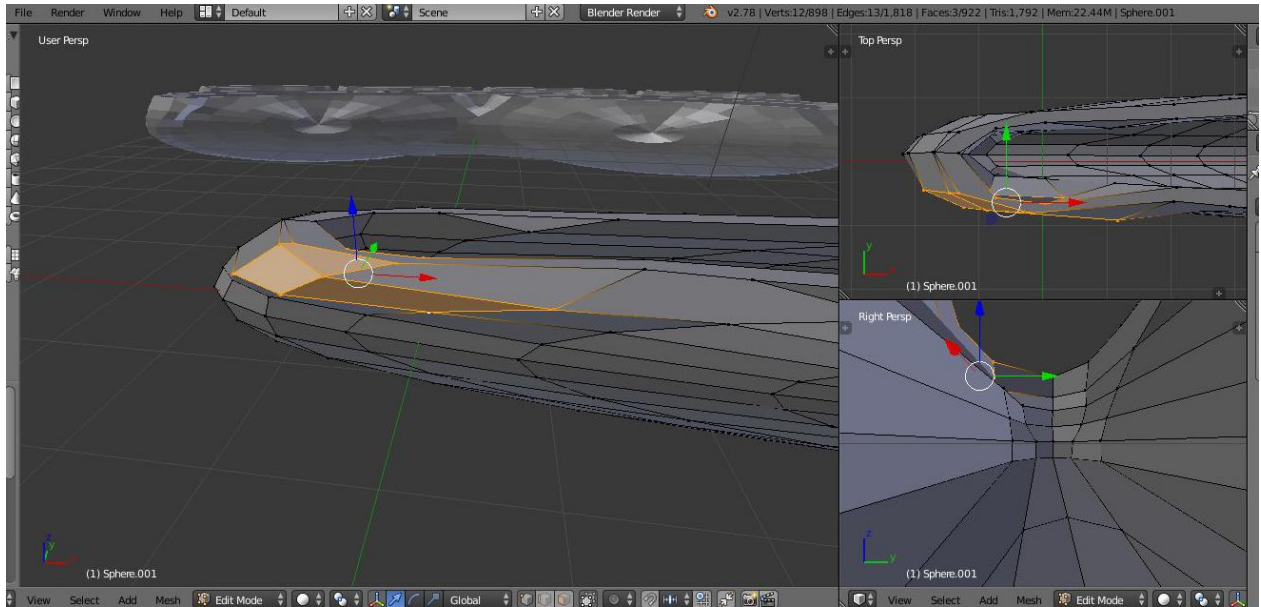 File Render Window Help Default Scene Blender Render v2.78 | Verts:12/898 | Edges:13/1,818 | Faces:3/922 | Tris:1,792 | Mem:22.44M | Sphere.001
User Persp
Top Persp
(1) Sphere.001
Right Persp
(1) Sphere.001
(1) Sphere.001
View Select Add Mesh Edit Mode Global
View Select Add Mesh Edit Mode